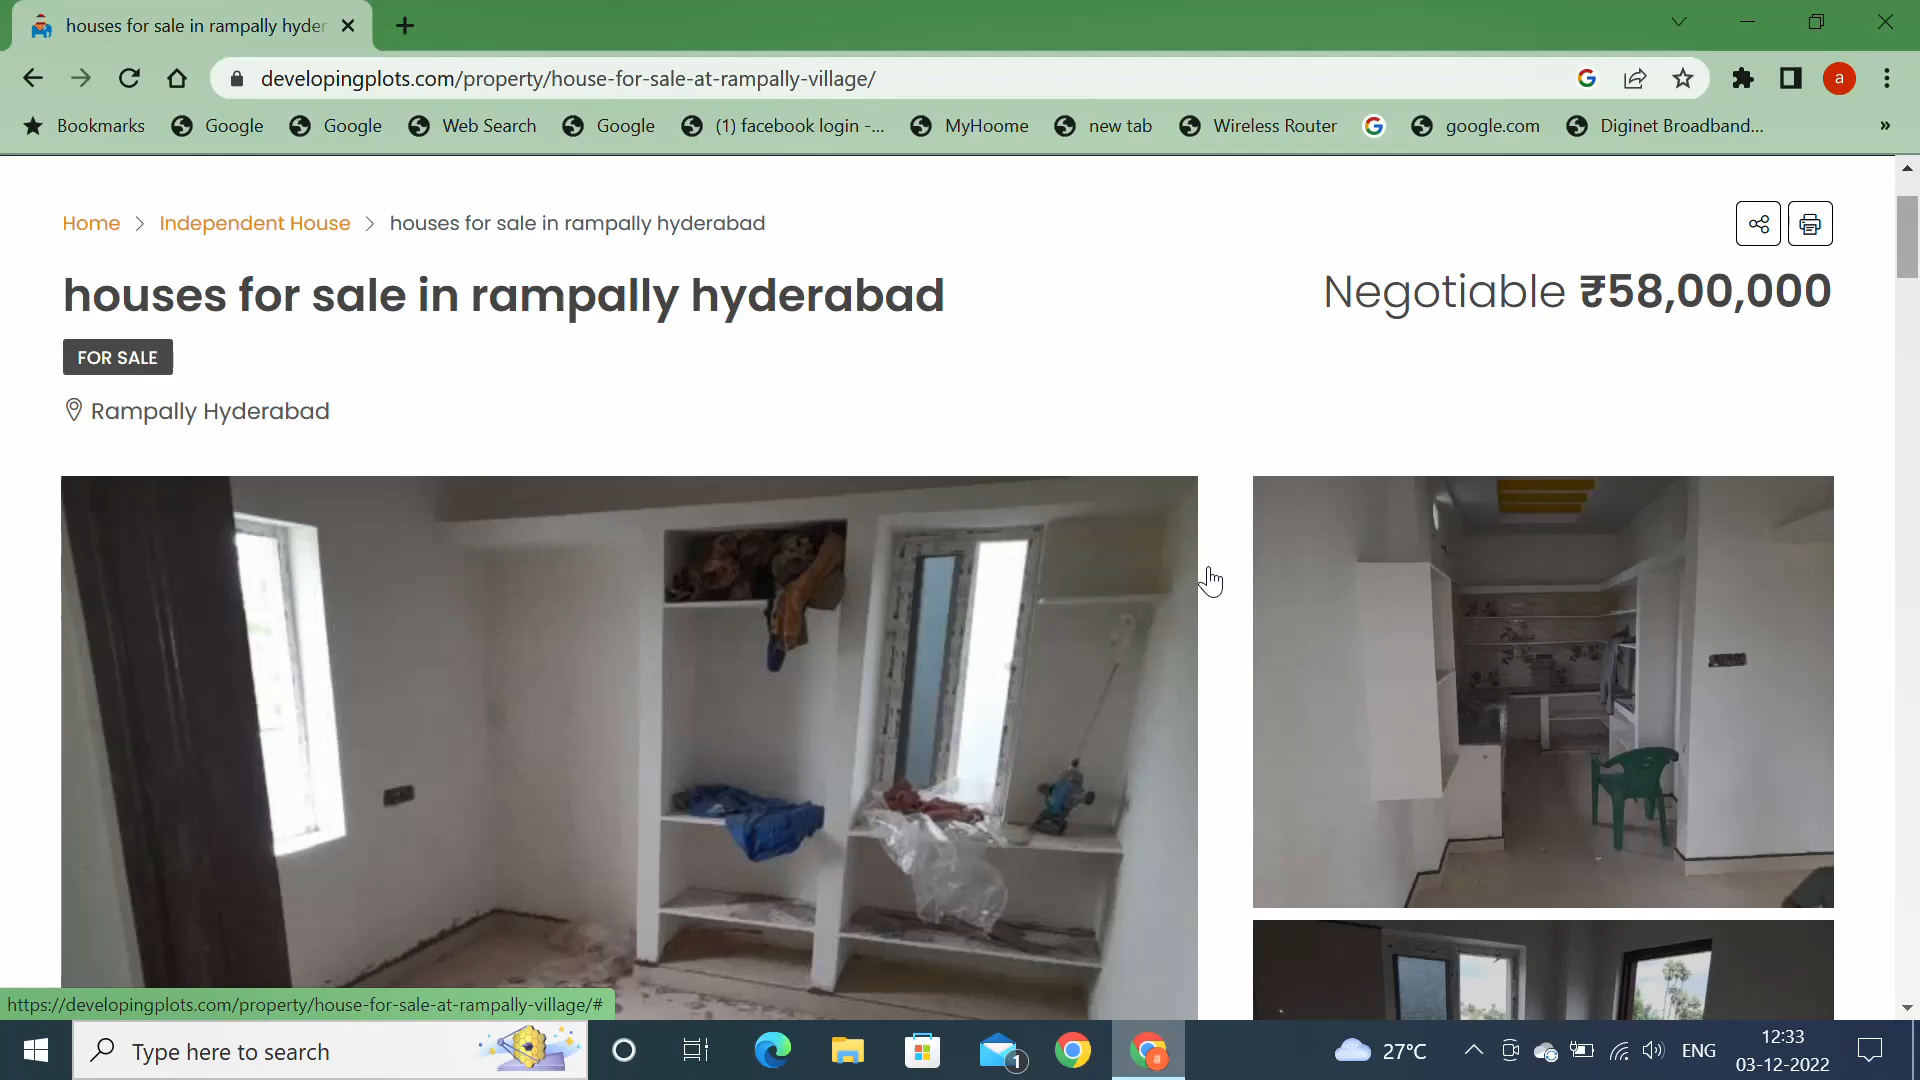 houses for sale in rampally hyder
developingplots.com/property/house-for-sale-at-rampally-village/
a
Bookmarks Google Google Web Search Google (1) facebook login -... MyHoome new tab Wireless Router google.com Diginet Broadband... »
Home > Independent House > houses for sale in rampally hyderabad
houses for sale in rampally hyderabad
Negotiable ₹58,00,000
FOR SALE
Rampally Hyderabad
https://developingplots.com/property/house-for-sale-at-rampally-village/#
Type here to search
1
27°C
ENG
12:33
03-12-2022